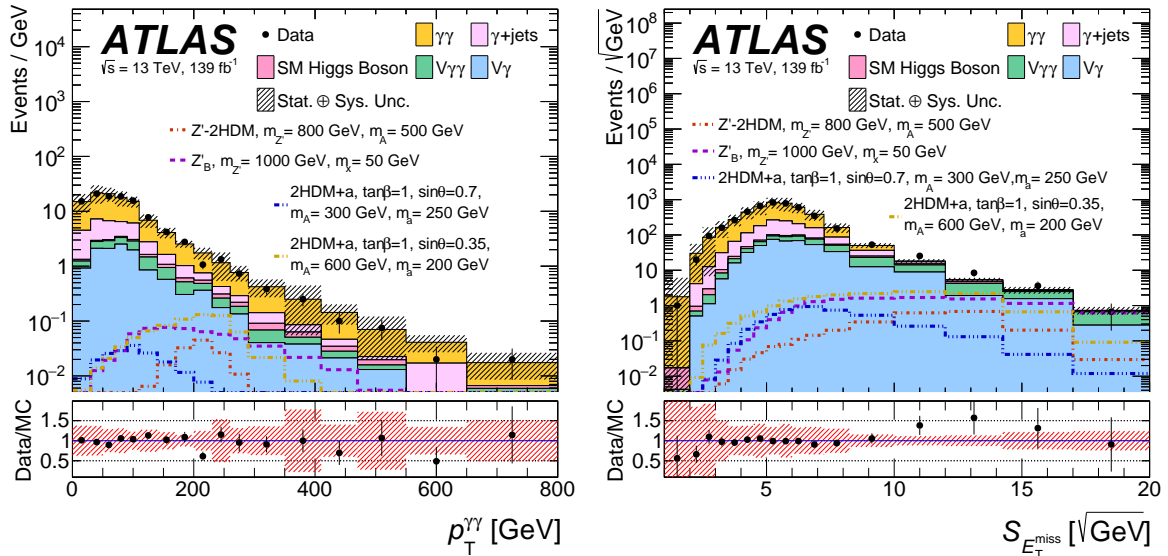 ATLAS
√s = 13 TeV, 139 fb⁻¹
Data
γγ
γ+jets
SM Higgs Boson
Vγγ
Vγ
Stat. ⊕ Sys. Unc.
Z'-2HDM, m_Z' = 800 GeV, m_A = 500 GeV
Z'_B, m_Z' = 1000 GeV, m_χ = 50 GeV
2HDM+a, tanβ=1, sinθ=0.7,
m_A = 300 GeV, m_a = 250 GeV
2HDM+a, tanβ=1, sinθ=0.35,
m_A = 600 GeV, m_a = 200 GeV
Events / GeV
10⁴
10³
10²
10
1
10⁻¹
10⁻²
Data/MC
1.5
1
0.5
0 200 400 600 800
p_T^γγ [GeV]
ATLAS
√s = 13 TeV, 139 fb⁻¹
Data
γγ
γ+jets
SM Higgs Boson
Vγγ
Vγ
Stat. ⊕ Sys. Unc.
Z'-2HDM, m_Z' = 800 GeV, m_A = 500 GeV
Z'_B, m_Z' = 1000 GeV, m_χ = 50 GeV
2HDM+a, tanβ=1, sinθ=0.7, m_A = 300 GeV, m_a = 250 GeV
2HDM+a, tanβ=1, sinθ=0.35,
m_A = 600 GeV, m_a = 200 GeV
Events / √GeV
10⁸
10⁷
10⁶
10⁵
10⁴
10³
10²
10
1
10⁻¹
10⁻²
Data/MC
1.5
1
0.5
5 10 15 20
S_E_T^miss [√GeV]